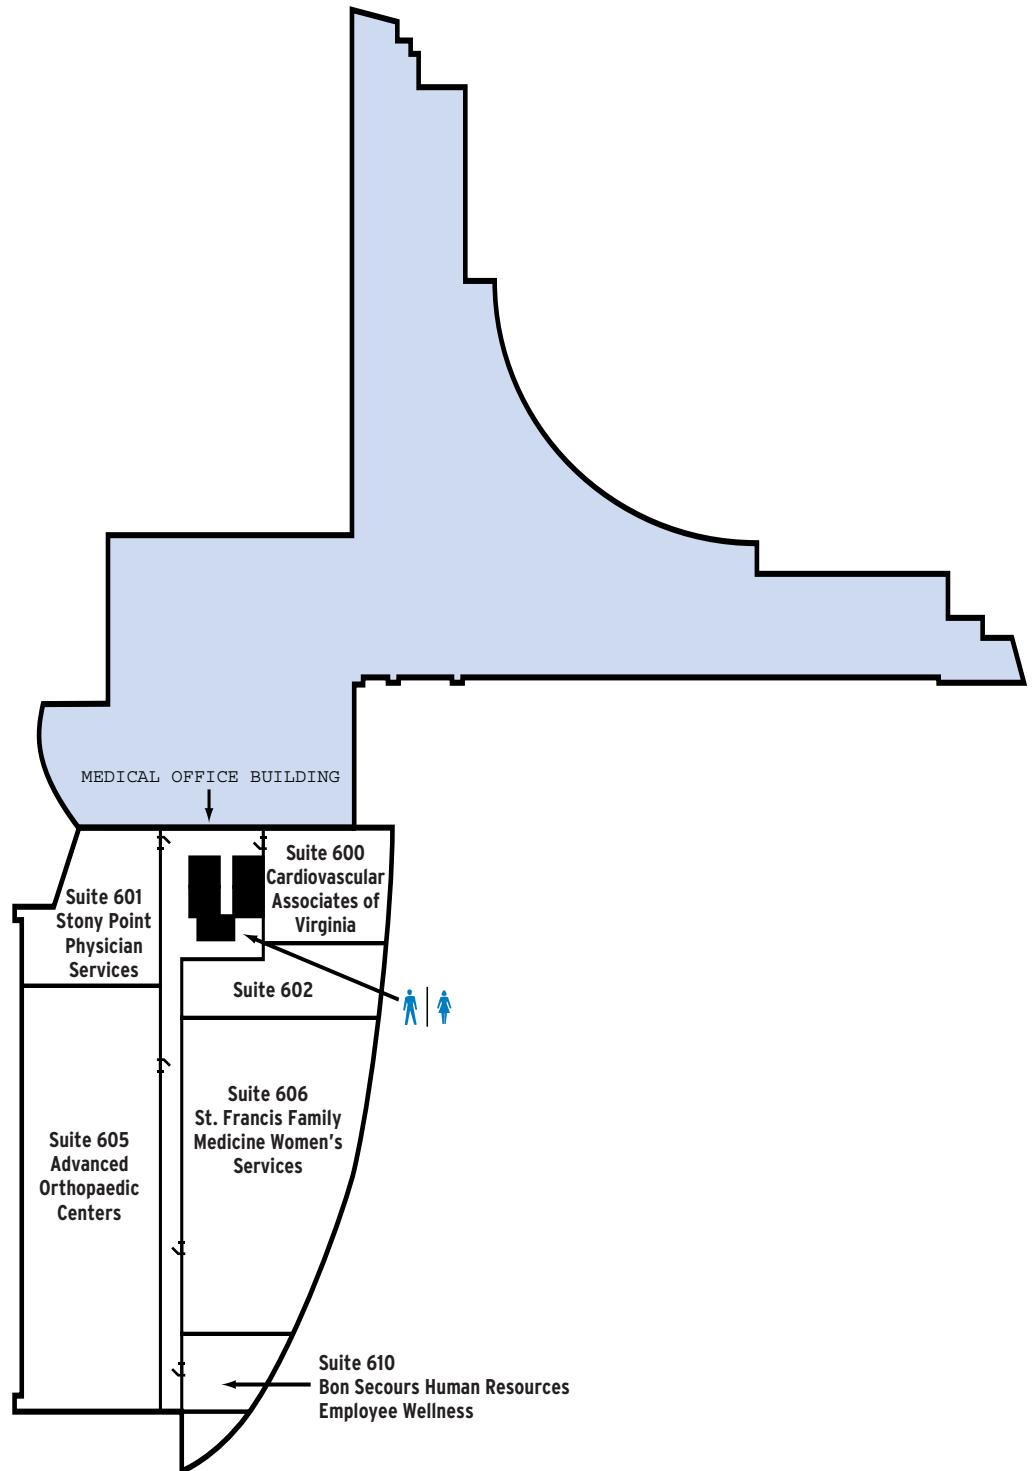 MEDICAL OFFICE BUILDING
Suite 600
Cardiovascular
Associates of
Virginia
Suite 601
Stony Point
Physician
Services
Suite 602
Suite 606
St. Francis Family
Medicine Women’s
Services
Suite 605
Advanced
Orthopaedic
Centers
Suite 610
Bon Secours Human Resources
Employee Wellness